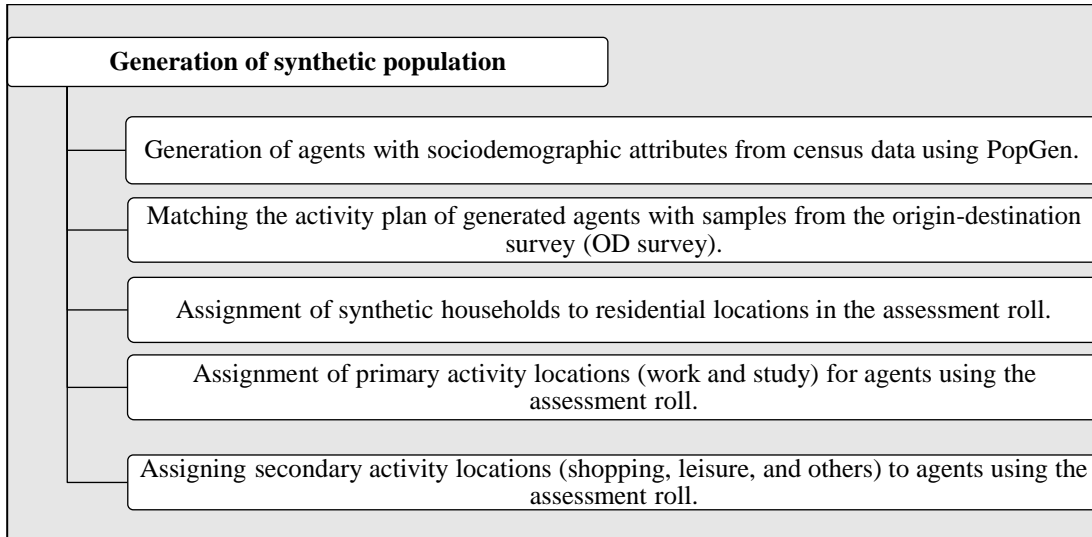 Generation of synthetic population
Generation of agents with sociodemographic attributes from census data using PopGen.
Matching the activity plan of generated agents with samples from the origin-destination
survey (OD survey).
Assignment of synthetic households to residential locations in the assessment roll.
Assignment of primary activity locations (work and study) for agents using the
assessment roll.
Assigning secondary activity locations (shopping, leisure, and others) to agents using the
assessment roll.